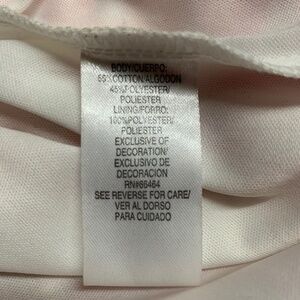 BODY/CUERPO:
55%COTTON/ALGODON
45%POLYESTER/
POLIESTER
LINING/FORRO:
100%POLYESTER/
POLIESTER
EXCLUSIVE OF
DECORATION/
EXCLUSIVO DE
DECORACIÓN
RN#66464
SEE REVERSE FOR CARE/
VER AL DORSO
PARA CUIDADO